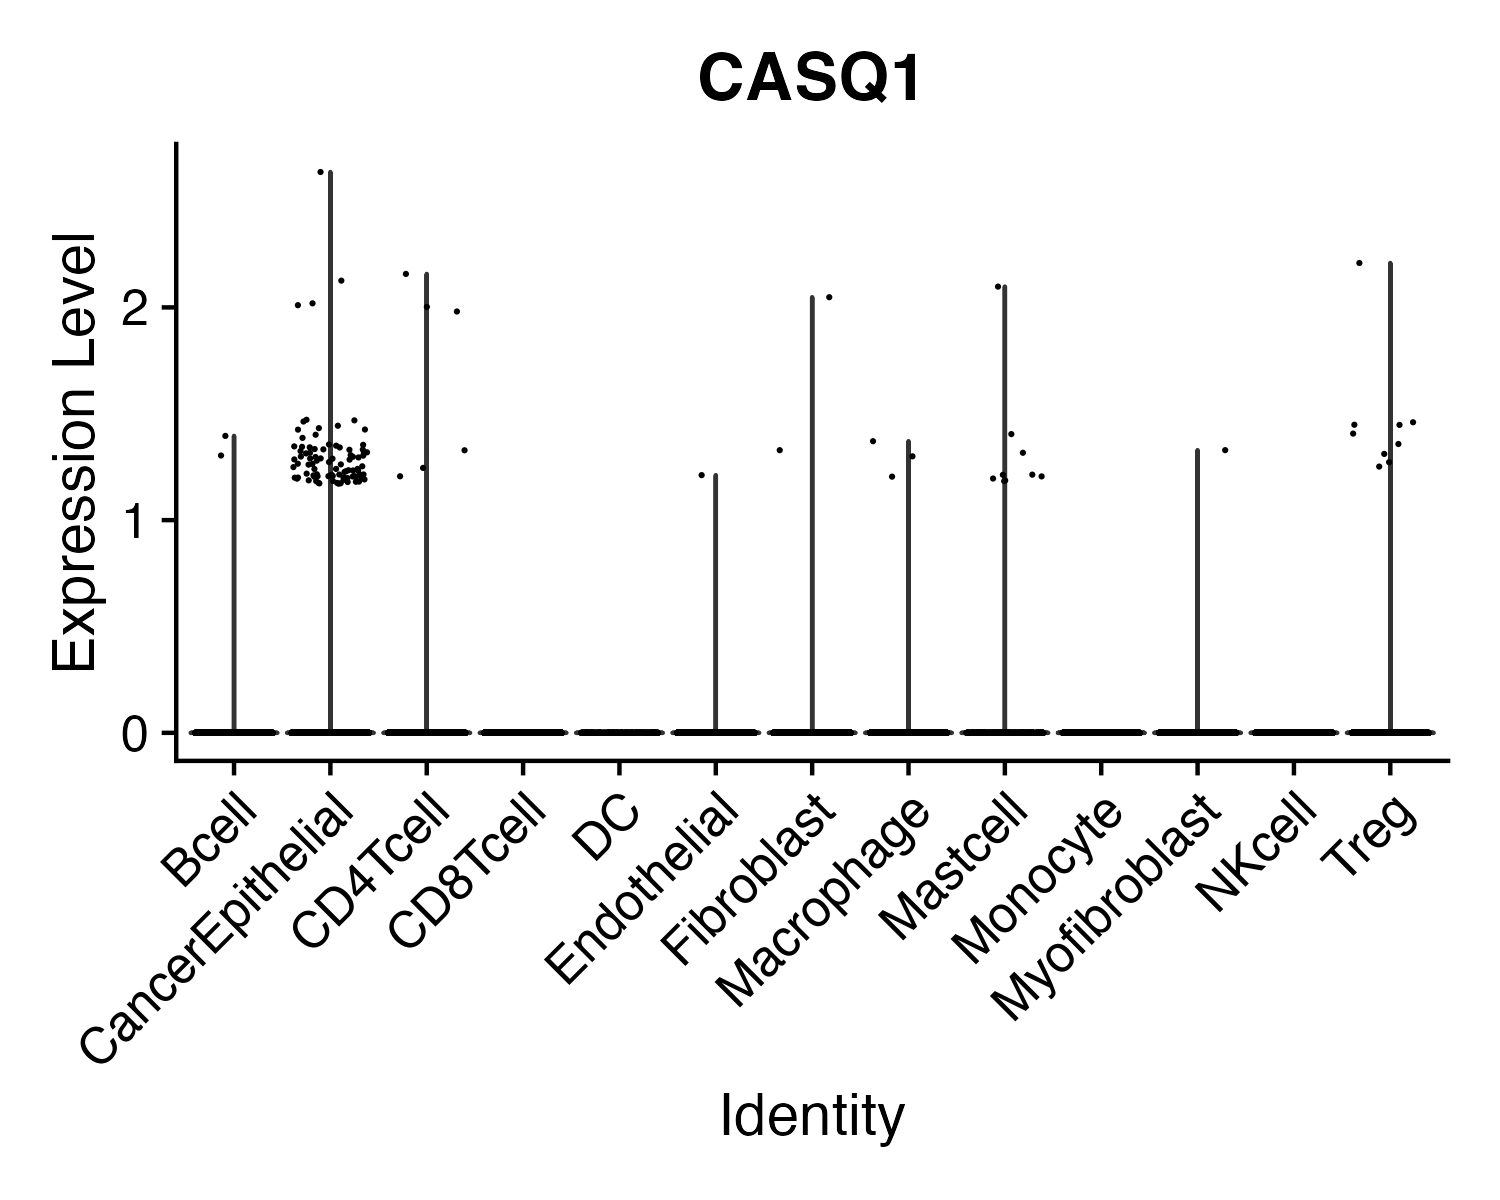 CASQ1
Expression Level
2
1
0
Bcell
CancerEpithelial
CD4Tcell
CD8Tcell
DC
Endothelial
Fibroblast
Macrophage
Mastcell
Monocyte
Myofibroblast
NKcell
Treg
Identity